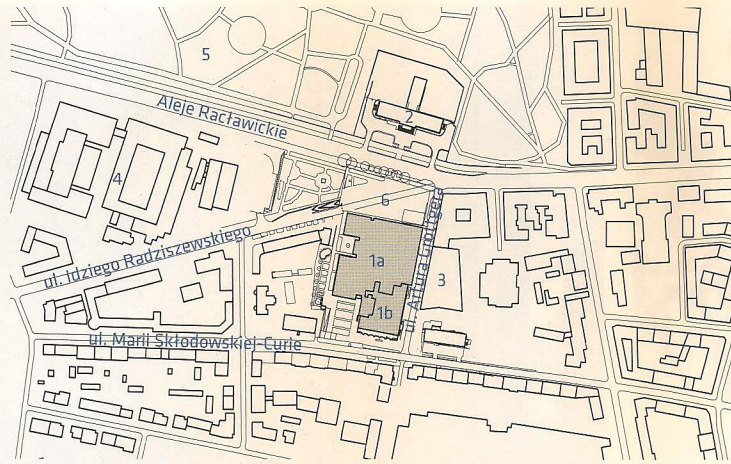 5
2
Aleje Racławickie
4
6
ul. Idziego Radziszewskiego
1a
3
ul. Artura Grottgera
1b
ul. Marii Skłodowskiej-Curie